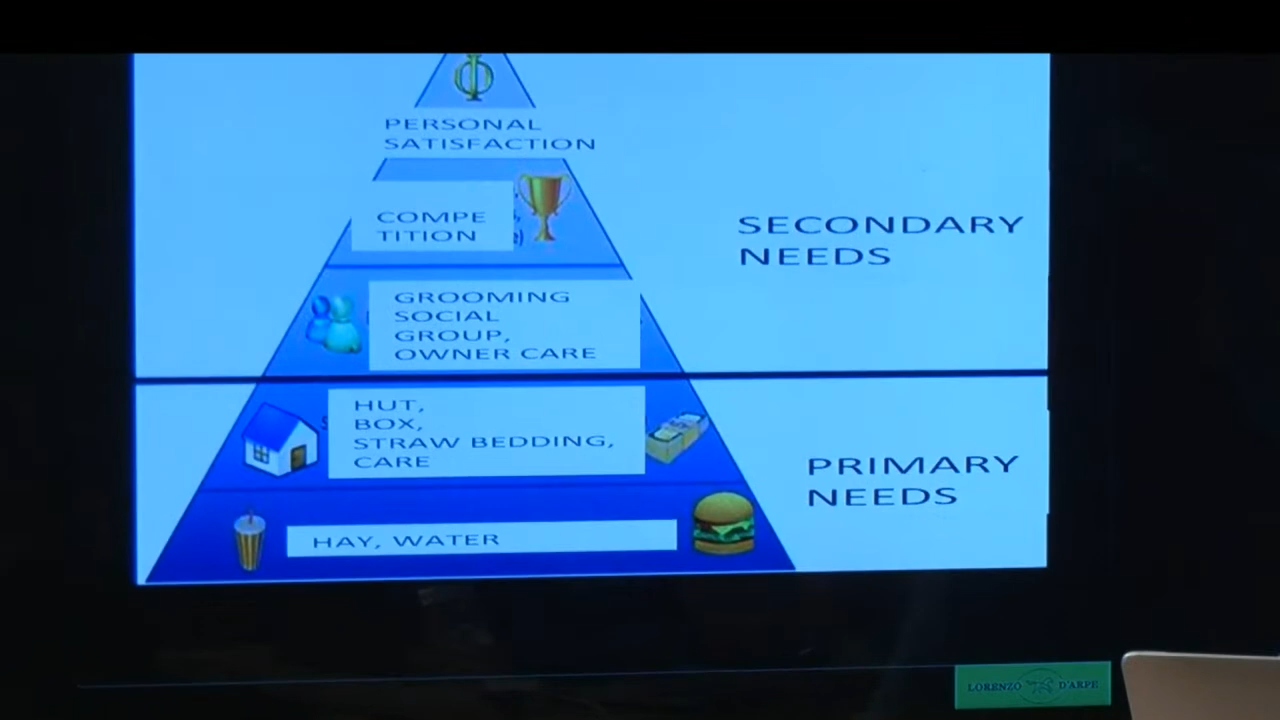 PERSONAL
SATISFACTION
COMPE
TITION
SECONDARY
NEEDS
GROOMING
SOCIAL
GROUP,
OWNER CARE
HUT,
BOX,
STRAW BEDDING,
CARE
PRIMARY
NEEDS
HAY, WATER
LORENZO D'ARPE